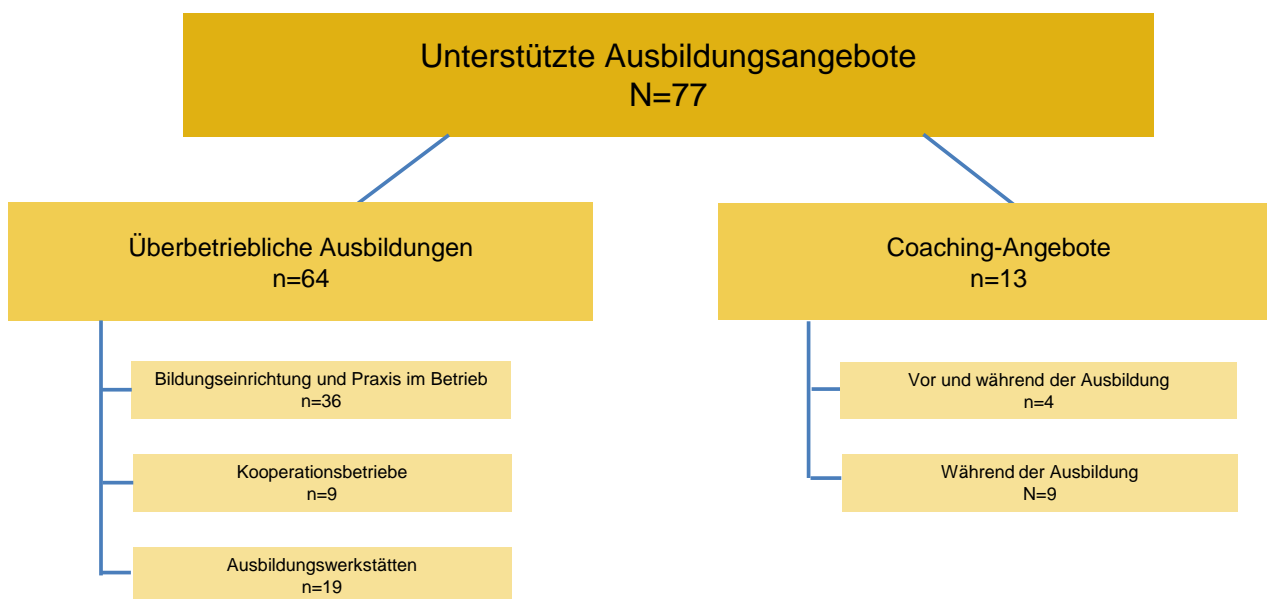 Unterstützte Ausbildungsangebote
N=77
Überbetriebliche Ausbildungen
n=64
Bildungseinrichtung und Praxis im Betrieb
n=36
Kooperationsbetriebe
n=9
Ausbildungswerkstätten
n=19
Coaching-Angebote
n=13
Vor und während der Ausbildung
n=4
Während der Ausbildung
N=9